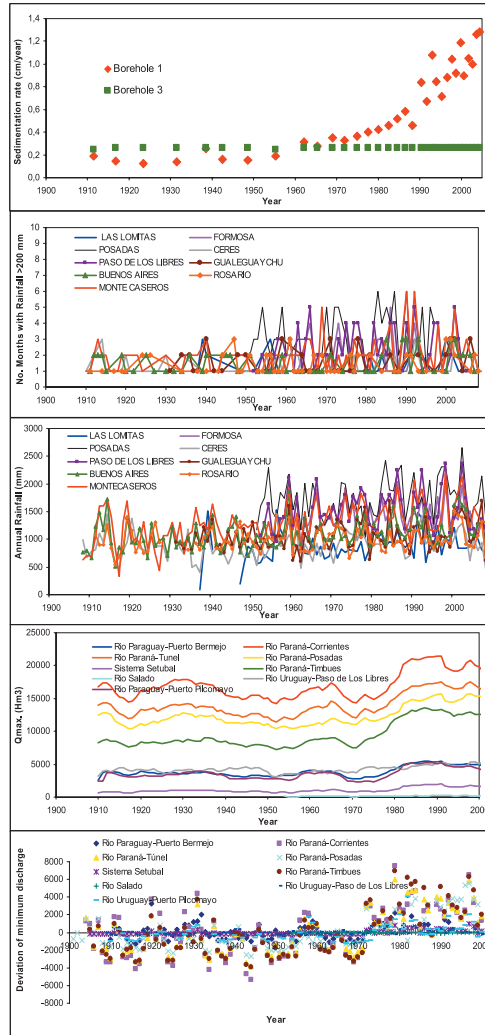 1,4
1,2
1,0
0,8
0,6
0,4
0,2
0
Sedimentation rate (cm/year)
Borehole 1
Borehole 3
1900 1910 1920 1930 1940 1950 1960 1970 1980 1990 2000
Year
10
9
8
7
6
5
4
3
2
1
0
No. Months with Rainfall >200 mm
LAS LOMITAS FORMOSA
POSADAS CERES
PASO DE LOS LIBRES GUALEGUAYCHU
BUENOS AIRES ROSARIO
MONTE CASEROS
1900 1910 1920 1930 1940 1950 1960 1970 1980 1990 2000
Year
3000
2500
2000
1500
1000
500
0
Annual Rainfall (mm)
LAS LOMITAS FORMOSA
POSADAS CERES
PASO DE LOS LIBRES GUALEGUAYCHU
BUENOS AIRES ROSARIO
MONTECASEROS
1900 1910 1920 1930 1940 1950 1960 1970 1980 1990 2000
Year
25000
20000
15000
10000
5000
0
Qmax. (Hm3)
Rio Paraguay-Puerto Bermejo Rio Paraná-Corrientes
Rio Paraná-Tunel Rio Paraná-Posadas
Sistema Setubal Rio Paraná-Timbues
Rio Salado Rio Uruguay-Paso de Los Libres
Rio Paraguay-Puerto Pilcomayo
1900 1910 1920 1930 1940 1950 1960 1970 1980 1990 2000
Year
8000
6000
4000
2000
0
-2000
-4000
-6000
-8000
Deviation of minimum discharge
Rio Paraguay-Puerto Bermejo Rio Paraná-Corrientes
Rio Paraná-Túnel Rio Paraná-Posadas
Sistema Setubal Rio Paraná-Timbues
Rio Salado Rio Uruguay-Paso de Los Libres
Rio Uruguay-Puerto Pilcomayo
1900 1910 1920 1930 1940 1950 1960 1970 1980 1990 2000
Year